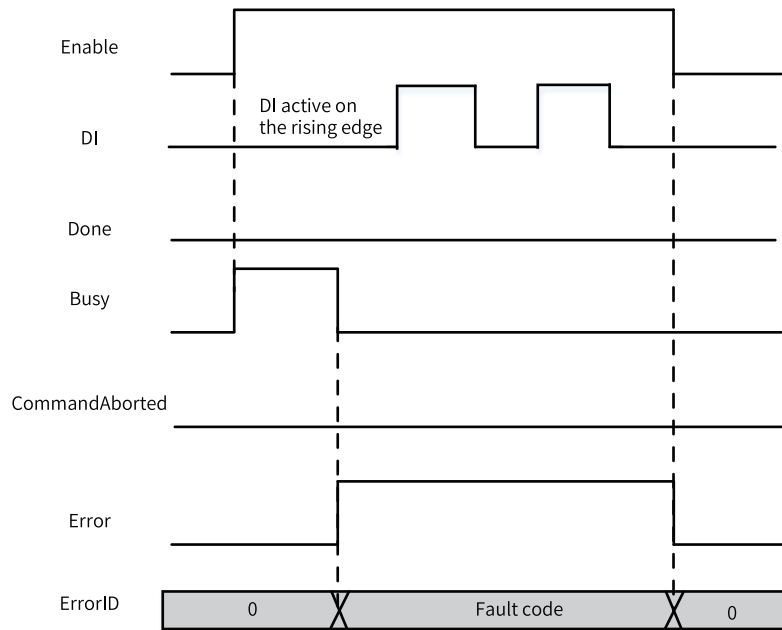 Enable
DI active on
the rising edge
DI
Done
Busy
CommandAborted
Error
ErrorID
0
Fault code
0